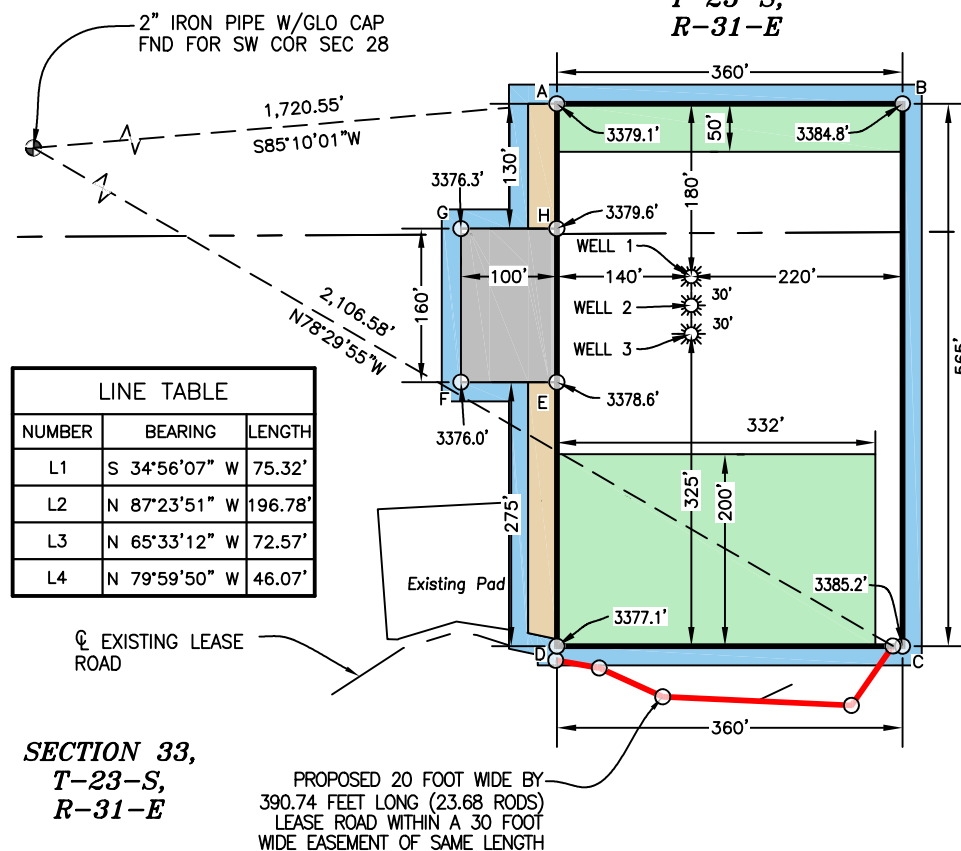 T-23-S,
R-31-E
2" IRON PIPE W/GLO CAP
FND FOR SW COR SEC 28
360'
A
B
1,720.55'
S85°10'01"W
3379.1'
50'
3384.8'
130'
180'
3376.3'
G
H
3379.6'
WELL 1
100'
140'
220'
160'
2,106.58'
N78°29'55"W
WELL 2
30'
30'
WELL 3
565'
F
E
3378.6'
3376.0'
332'
LINE TABLE
NUMBER BEARING LENGTH
L1 S 34°56'07" W 75.32'
L2 N 87°23'51" W 196.78'
L3 N 65°33'12" W 72.57'
L4 N 79°59'50" W 46.07'
275'
325'
200'
Existing Pad
3385.2'
3377.1'
℄ EXISTING LEASE
ROAD
D
C
360'
SECTION 33,
T-23-S,
R-31-E
PROPOSED 20 FOOT WIDE BY
390.74 FEET LONG (23.68 RODS)
LEASE ROAD WITHIN A 30 FOOT
WIDE EASEMENT OF SAME LENGTH